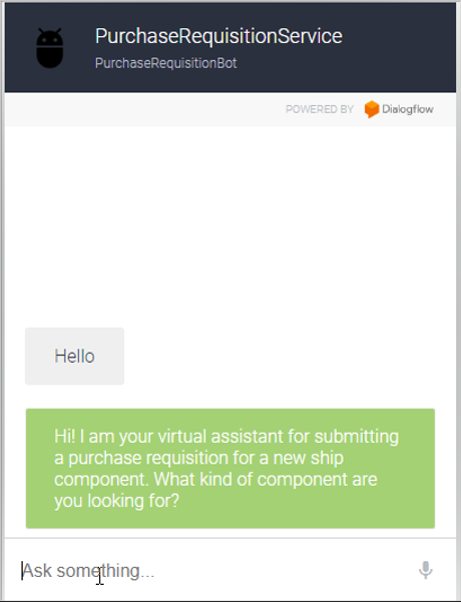 PurchaseRequisitionService
PurchaseRequisitionBot
POWERED BY Dialogflow
Hello
Hi! I am your virtual assistant for submitting
a purchase requisition for a new ship
component. What kind of component are
you looking for?
Ask something...